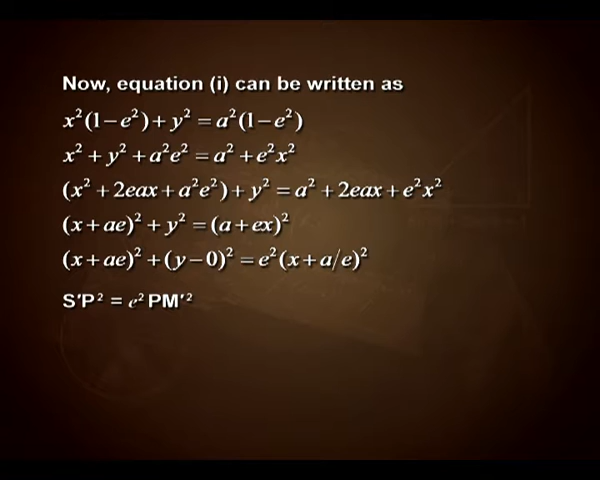 Now, equation (i) can be written as
x²(1−e²)+y² = a²(1−e²)
x² + y² + a²e² = a² + e²x²
(x² + 2eax + a²e²) + y² = a² + 2eax + e²x²
(x + ae)² + y² = (a + ex)²
(x + ae)² + (y − 0)² = e²(x + a/e)²
S′P² = e² PM′²